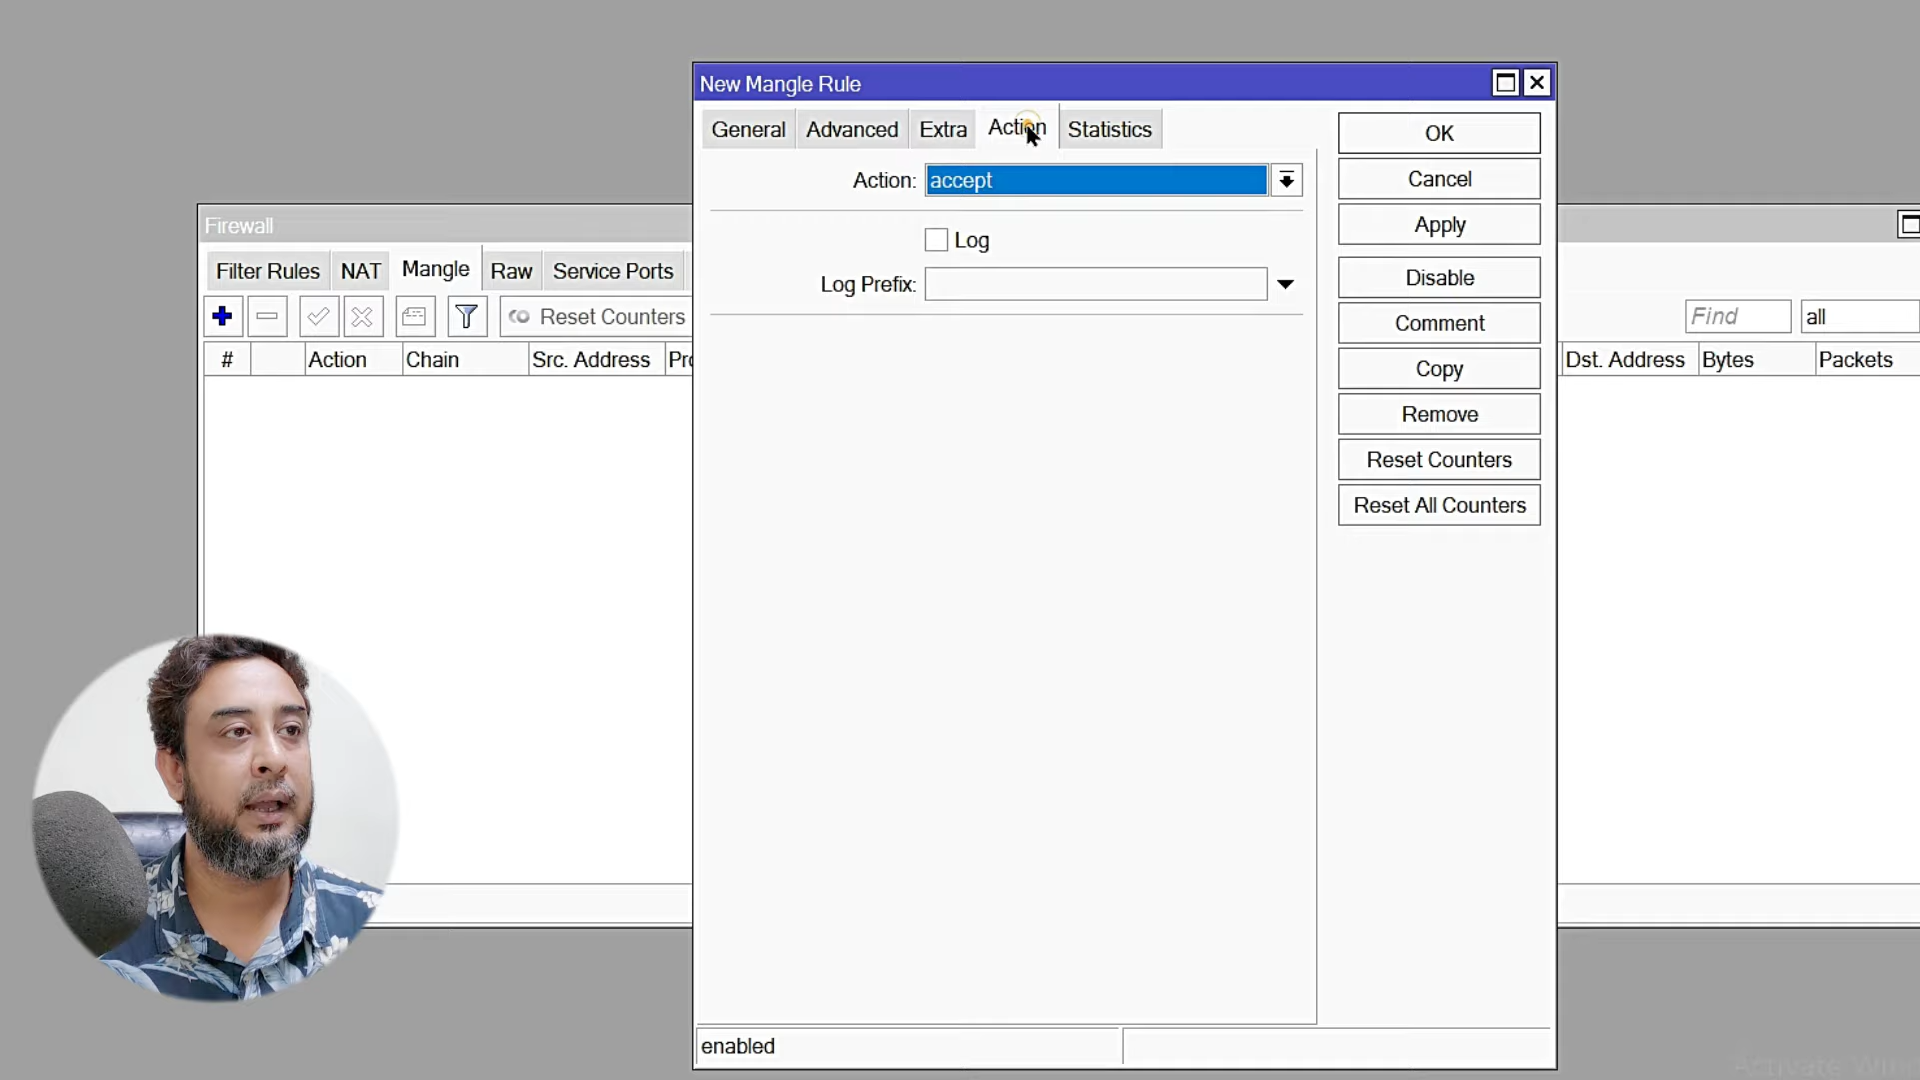 New Mangle Rule
General Advanced Extra Action Statistics
Action: accept
Log
Log Prefix:
OK
Cancel
Apply
Disable
Comment
Copy
Remove
Reset Counters
Reset All Counters
enabled
Firewall
Filter Rules NAT Mangle Raw Service Ports
Reset Counters
Find all
# Action Chain Src. Address Dst. Address Bytes Packets